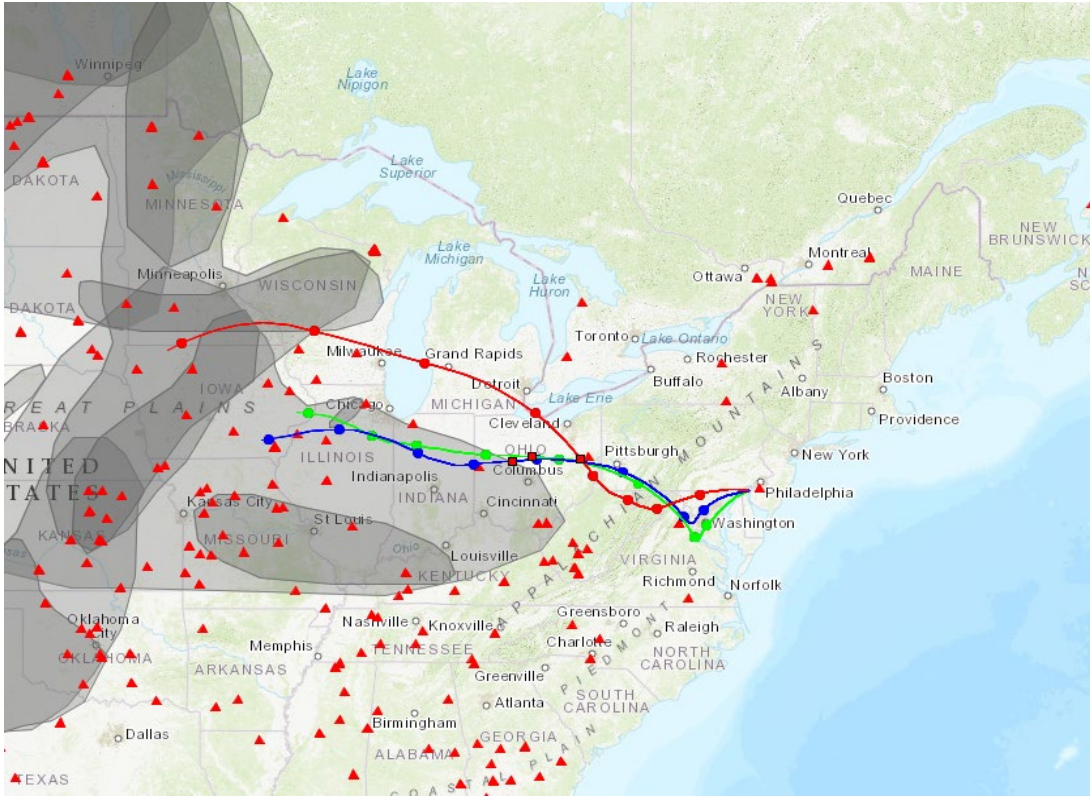 Winnipeg
Lake
Nipigon
Lake
Superior
DAKOTA
Mississippi
MINNESOTA
Quebec
NEW
BRUNSWICK
Lake
Michigan
Montreal
Lake
Huron
Ottawa
MAINE
Minneapolis
WISCONSIN
NEW
YORK
DAKOTA
Toronto
Lake Ontario
Milwaukee
Grand Rapids
Rochester
Buffalo
Detroit
IOWA
Albany
Boston
MICHIGAN
Lake Erie
GREAT PLAINS
Chicago
Cleveland
Providence
ILLINOIS
OHIO
Pittsburgh
New York
UNITED
STATES
Indianapolis
Columbus
INDIANA
Philadelphia
Kansas City
Cincinnati
St Louis
Washington
KANSAS
MISSOURI
Ohio
Louisville
VIRGINIA
KENTUCKY
Richmond
Norfolk
APPALACHIAN MOUNTAINS
Oklahoma
City
Nashville
Knoxville
Greensboro
Raleigh
Memphis
TENNESSEE
Charlotte
OKLAHOMA
ARKANSAS
NORTH
CAROLINA
Greenville
PIEDMONT
SOUTH
CAROLINA
Atlanta
Birmingham
Dallas
ALABAMA
GEORGIA
TEXAS
COASTAL PLAIN